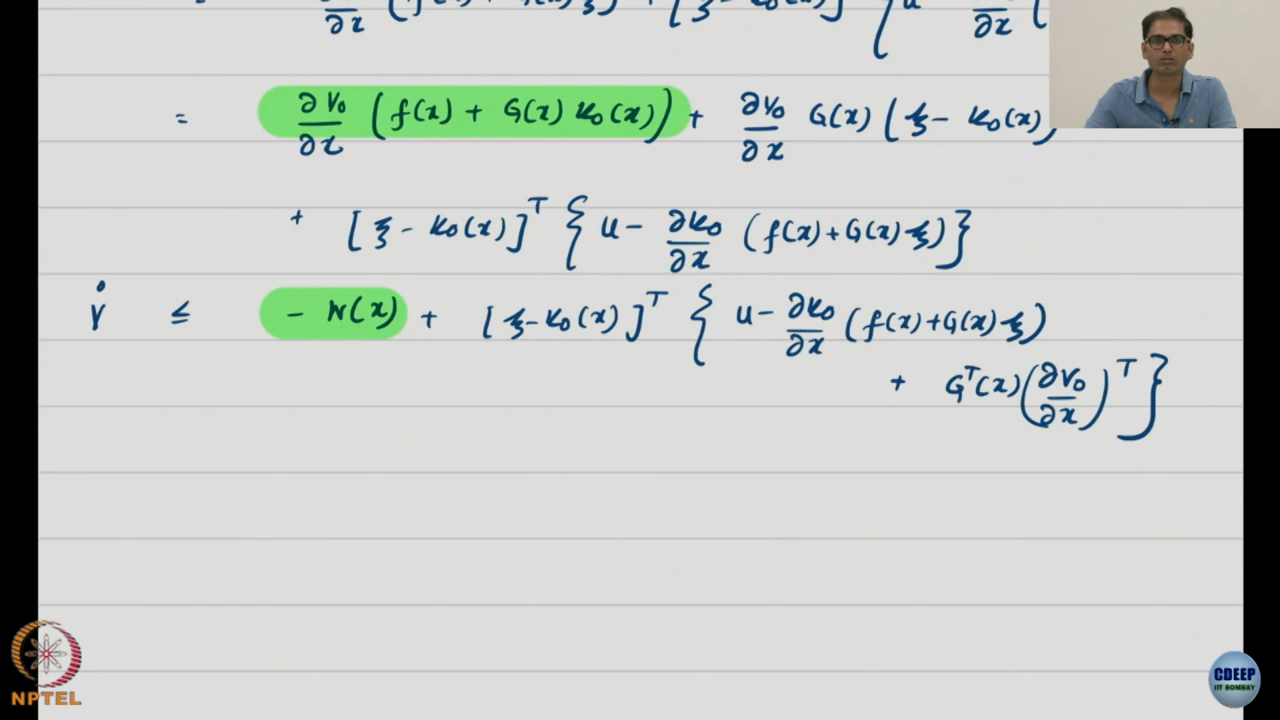 ∂x ∂x
= ∂V₀/∂x (f(x) + G(x) k₀(x)) + ∂V₀/∂x G(x) (ξ - k₀(x)
+ [ξ - k₀(x)]ᵀ { u - ∂k₀/∂x (f(x)+G(x) ξ) }
V̇ ≤ - W(x) + [ξ-k₀(x)]ᵀ { u - ∂k₀/∂x (f(x)+G(x) ξ)
+ Gᵀ(x) (∂V₀/∂x)ᵀ }
NPTEL
CDEEP
IIT BOMBAY